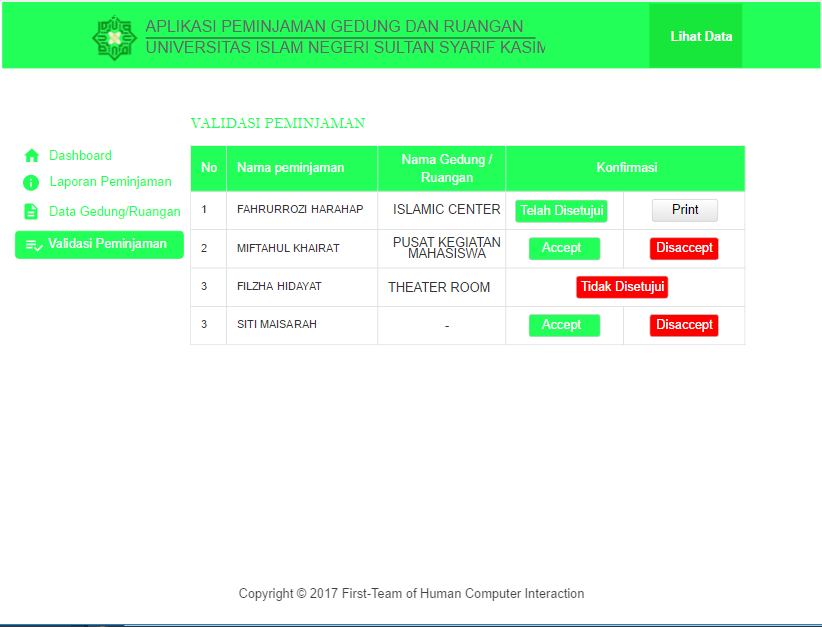 APLIKASI PEMINJAMAN GEDUNG DAN RUANGAN
UNIVERSITAS ISLAM NEGERI SULTAN SYARIF KASIM
Lihat Data
VALIDASI PEMINJAMAN
Dashboard
Laporan Peminjaman
Data Gedung/Ruangan
Validasi Peminjaman
No Nama peminjaman Nama Gedung / Ruangan Konfirmasi
1 FAHRURROZI HARAHAP ISLAMIC CENTER Telah Disetujui Print
2 MIFTAHUL KHAIRAT PUSAT KEGIATAN MAHASISWA Accept Disaccept
3 FILZHA HIDAYAT THEATER ROOM Tidak Disetujui
3 SITI MAISARAH - Accept Disaccept
Copyright © 2017 First-Team of Human Computer Interaction